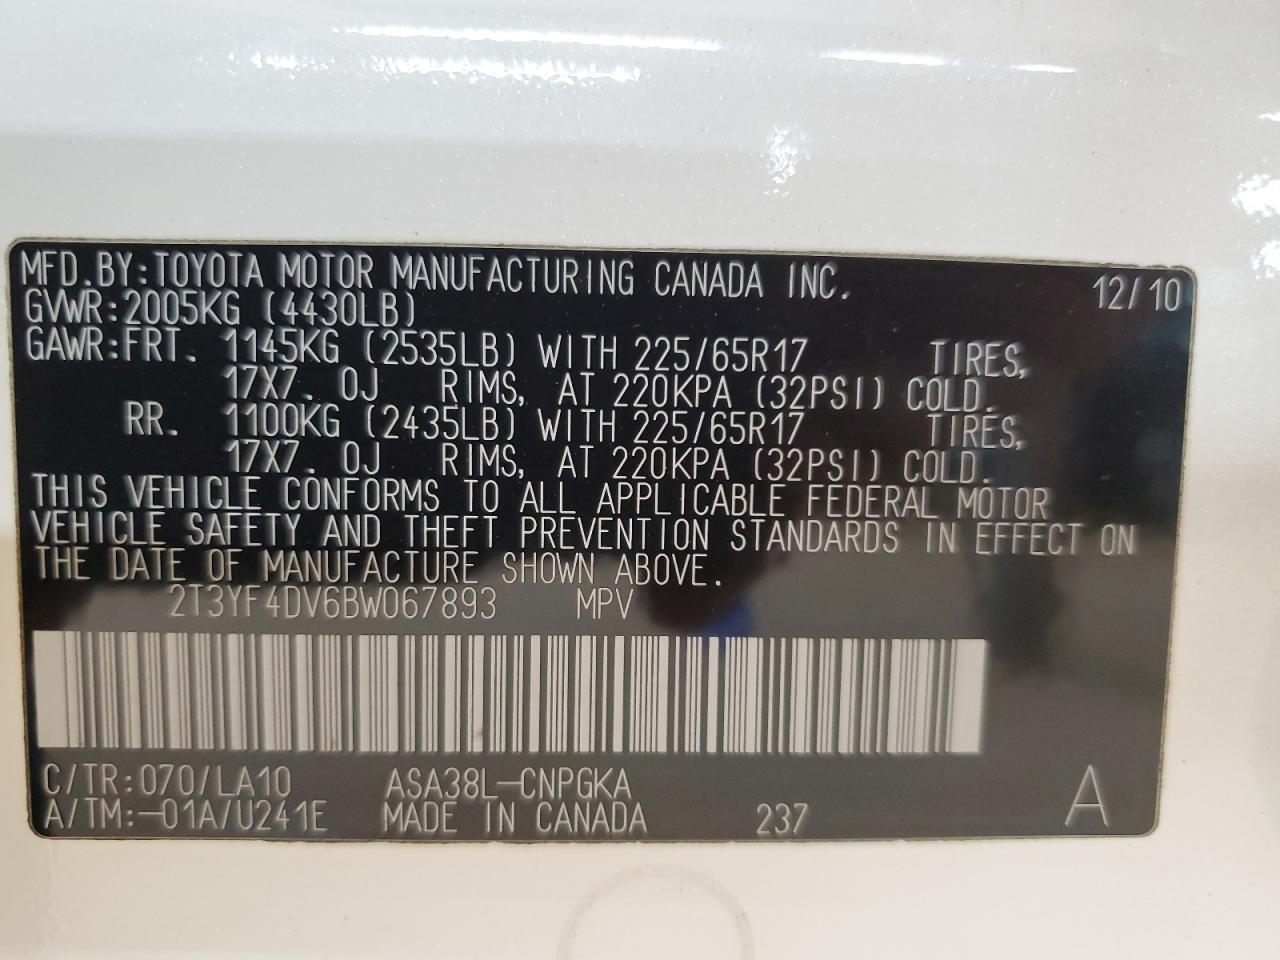 MFD.BY:TOYOTA MOTOR MANUFACTURING CANADA INC. 12/10
GVWR:2005KG (4430LB)
GAWR:FRT. 1145KG (2535LB) WITH 225/65R17 TIRES,
17X7.0J RIMS, AT 220KPA (32PSI) COLD.
RR. 1100KG (2435LB) WITH 225/65R17 TIRES,
17X7.0J RIMS, AT 220KPA (32PSI) COLD.
THIS VEHICLE CONFORMS TO ALL APPLICABLE FEDERAL MOTOR
VEHICLE SAFETY AND THEFT PREVENTION STANDARDS IN EFFECT ON
THE DATE OF MANUFACTURE SHOWN ABOVE.
2T3YF4DV6BW067893 MPV
C/TR:070/LA10 ASA38L-CNPGKA A
A/TM:-01A/U241E MADE IN CANADA 237